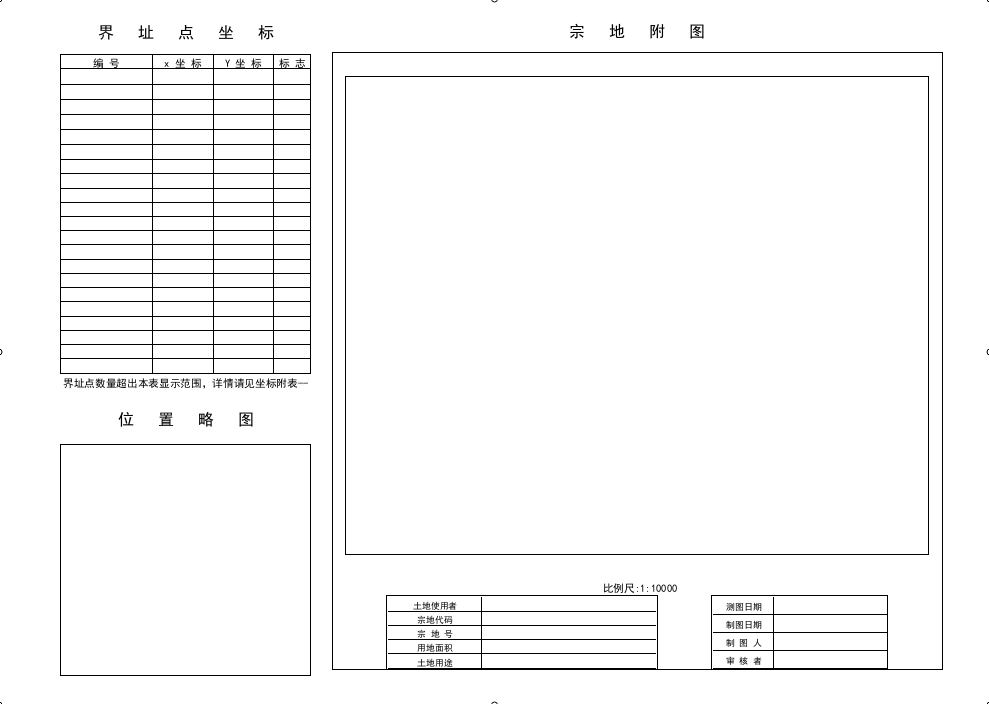 界 址 点 坐 标
编 号 x 坐 标 Y 坐 标 标 志
界址点数量超出本表显示范围，详情请见坐标附表一
位 置 略 图
宗 地 附 图
比例尺:1:10000
土地使用者
宗地代码
宗 地 号
用地面积
土地用途
测图日期
制图日期
制 图 人
审 核 者